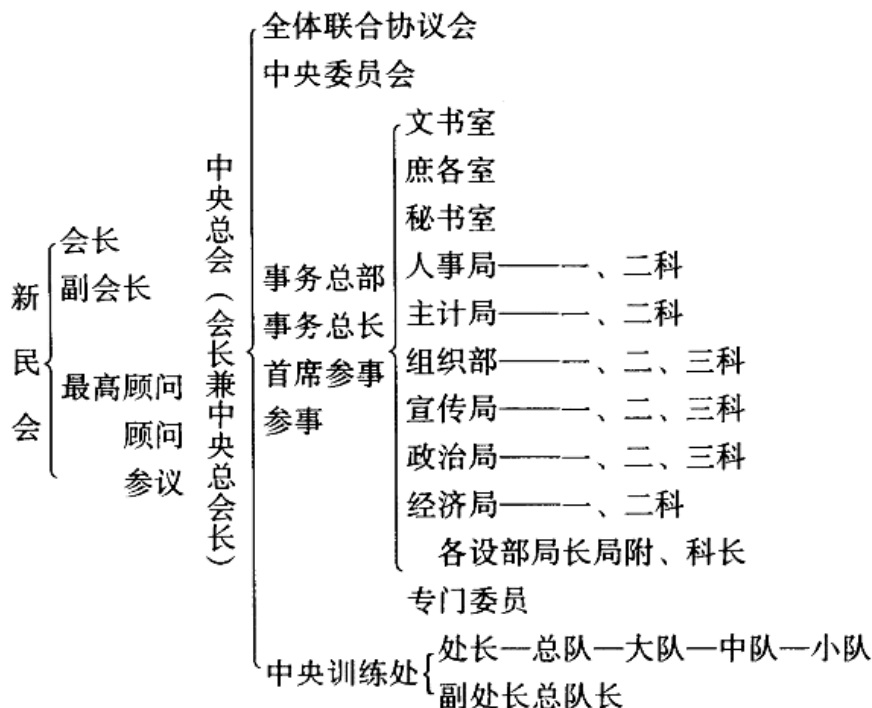 新民会
会长
副会长
最高顾问
顾问
参议
中央总会（会长兼中央总会长）
全体联合协议会
中央委员会
事务总部
事务总长
首席参事
参事
文书室
庶各室
秘书室
人事局——一、二科
主计局——一、二科
组织部——一、二、三科
宣传局——一、二、三科
政治局——一、二、三科
经济局——一、二科
各设部局长局附、科长
专门委员
中央训练处
处长—总队—大队—中队—小队
副处长总队长